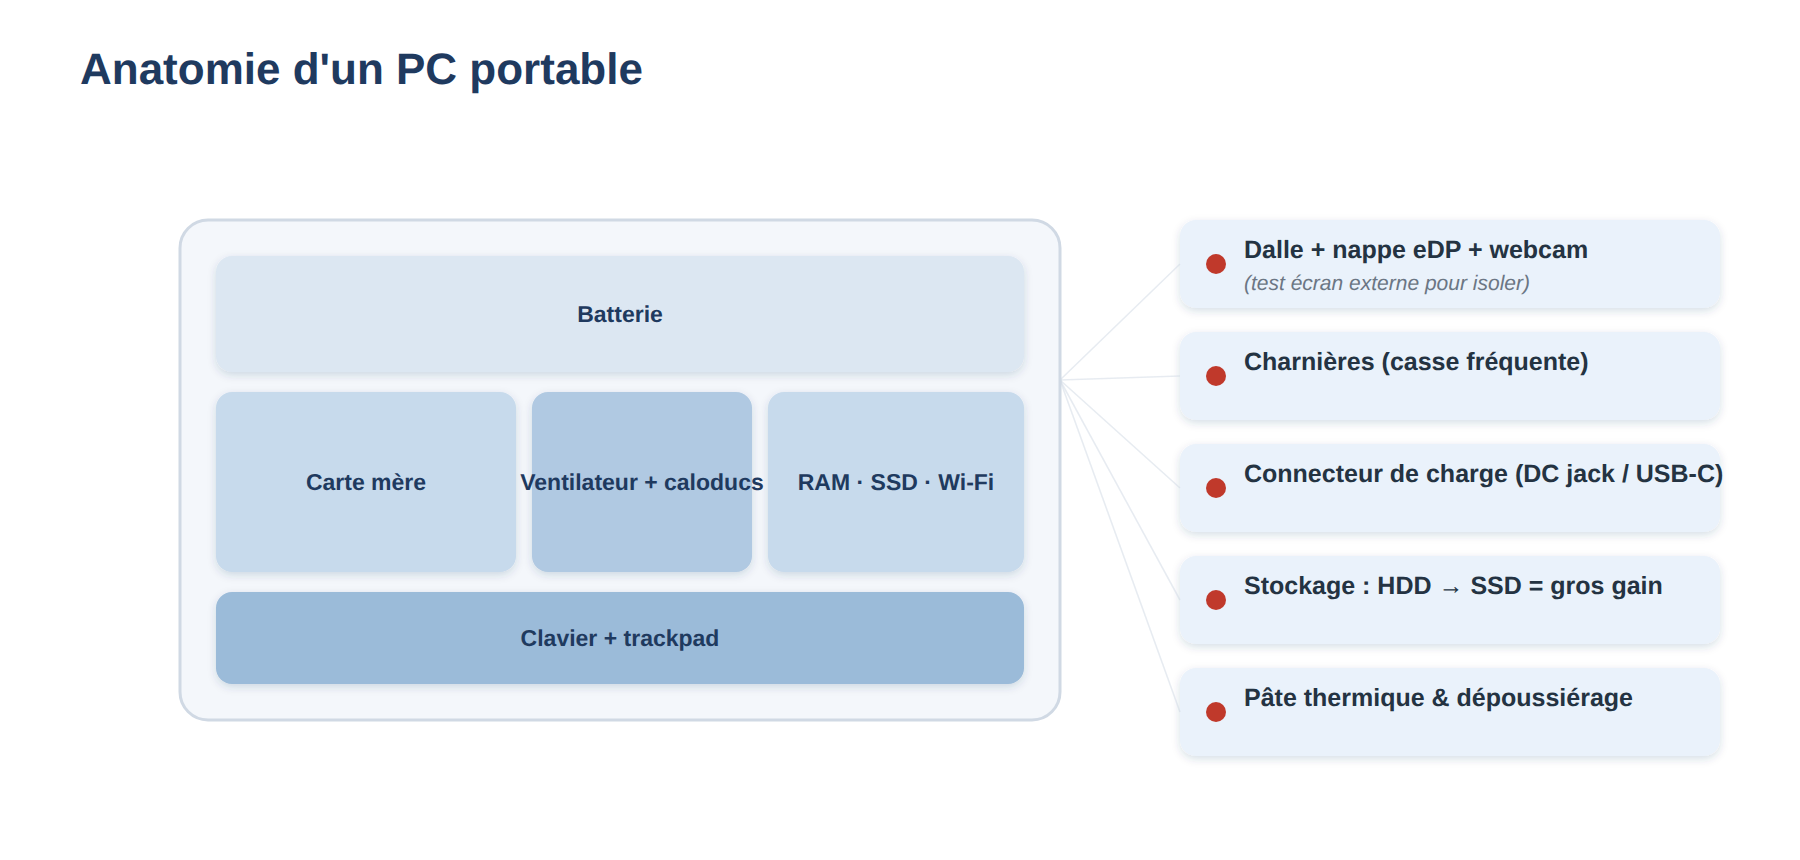 Anatomie d'un PC portable
Batterie
Carte mère
Ventilateur + caloducs
RAM · SSD · Wi-Fi
Clavier + trackpad
Dalle + nappe eDP + webcam
(test écran externe pour isoler)
Charnières (casse fréquente)
Connecteur de charge (DC jack / USB-C)
Stockage : HDD → SSD = gros gain
Pâte thermique & dépoussiérage